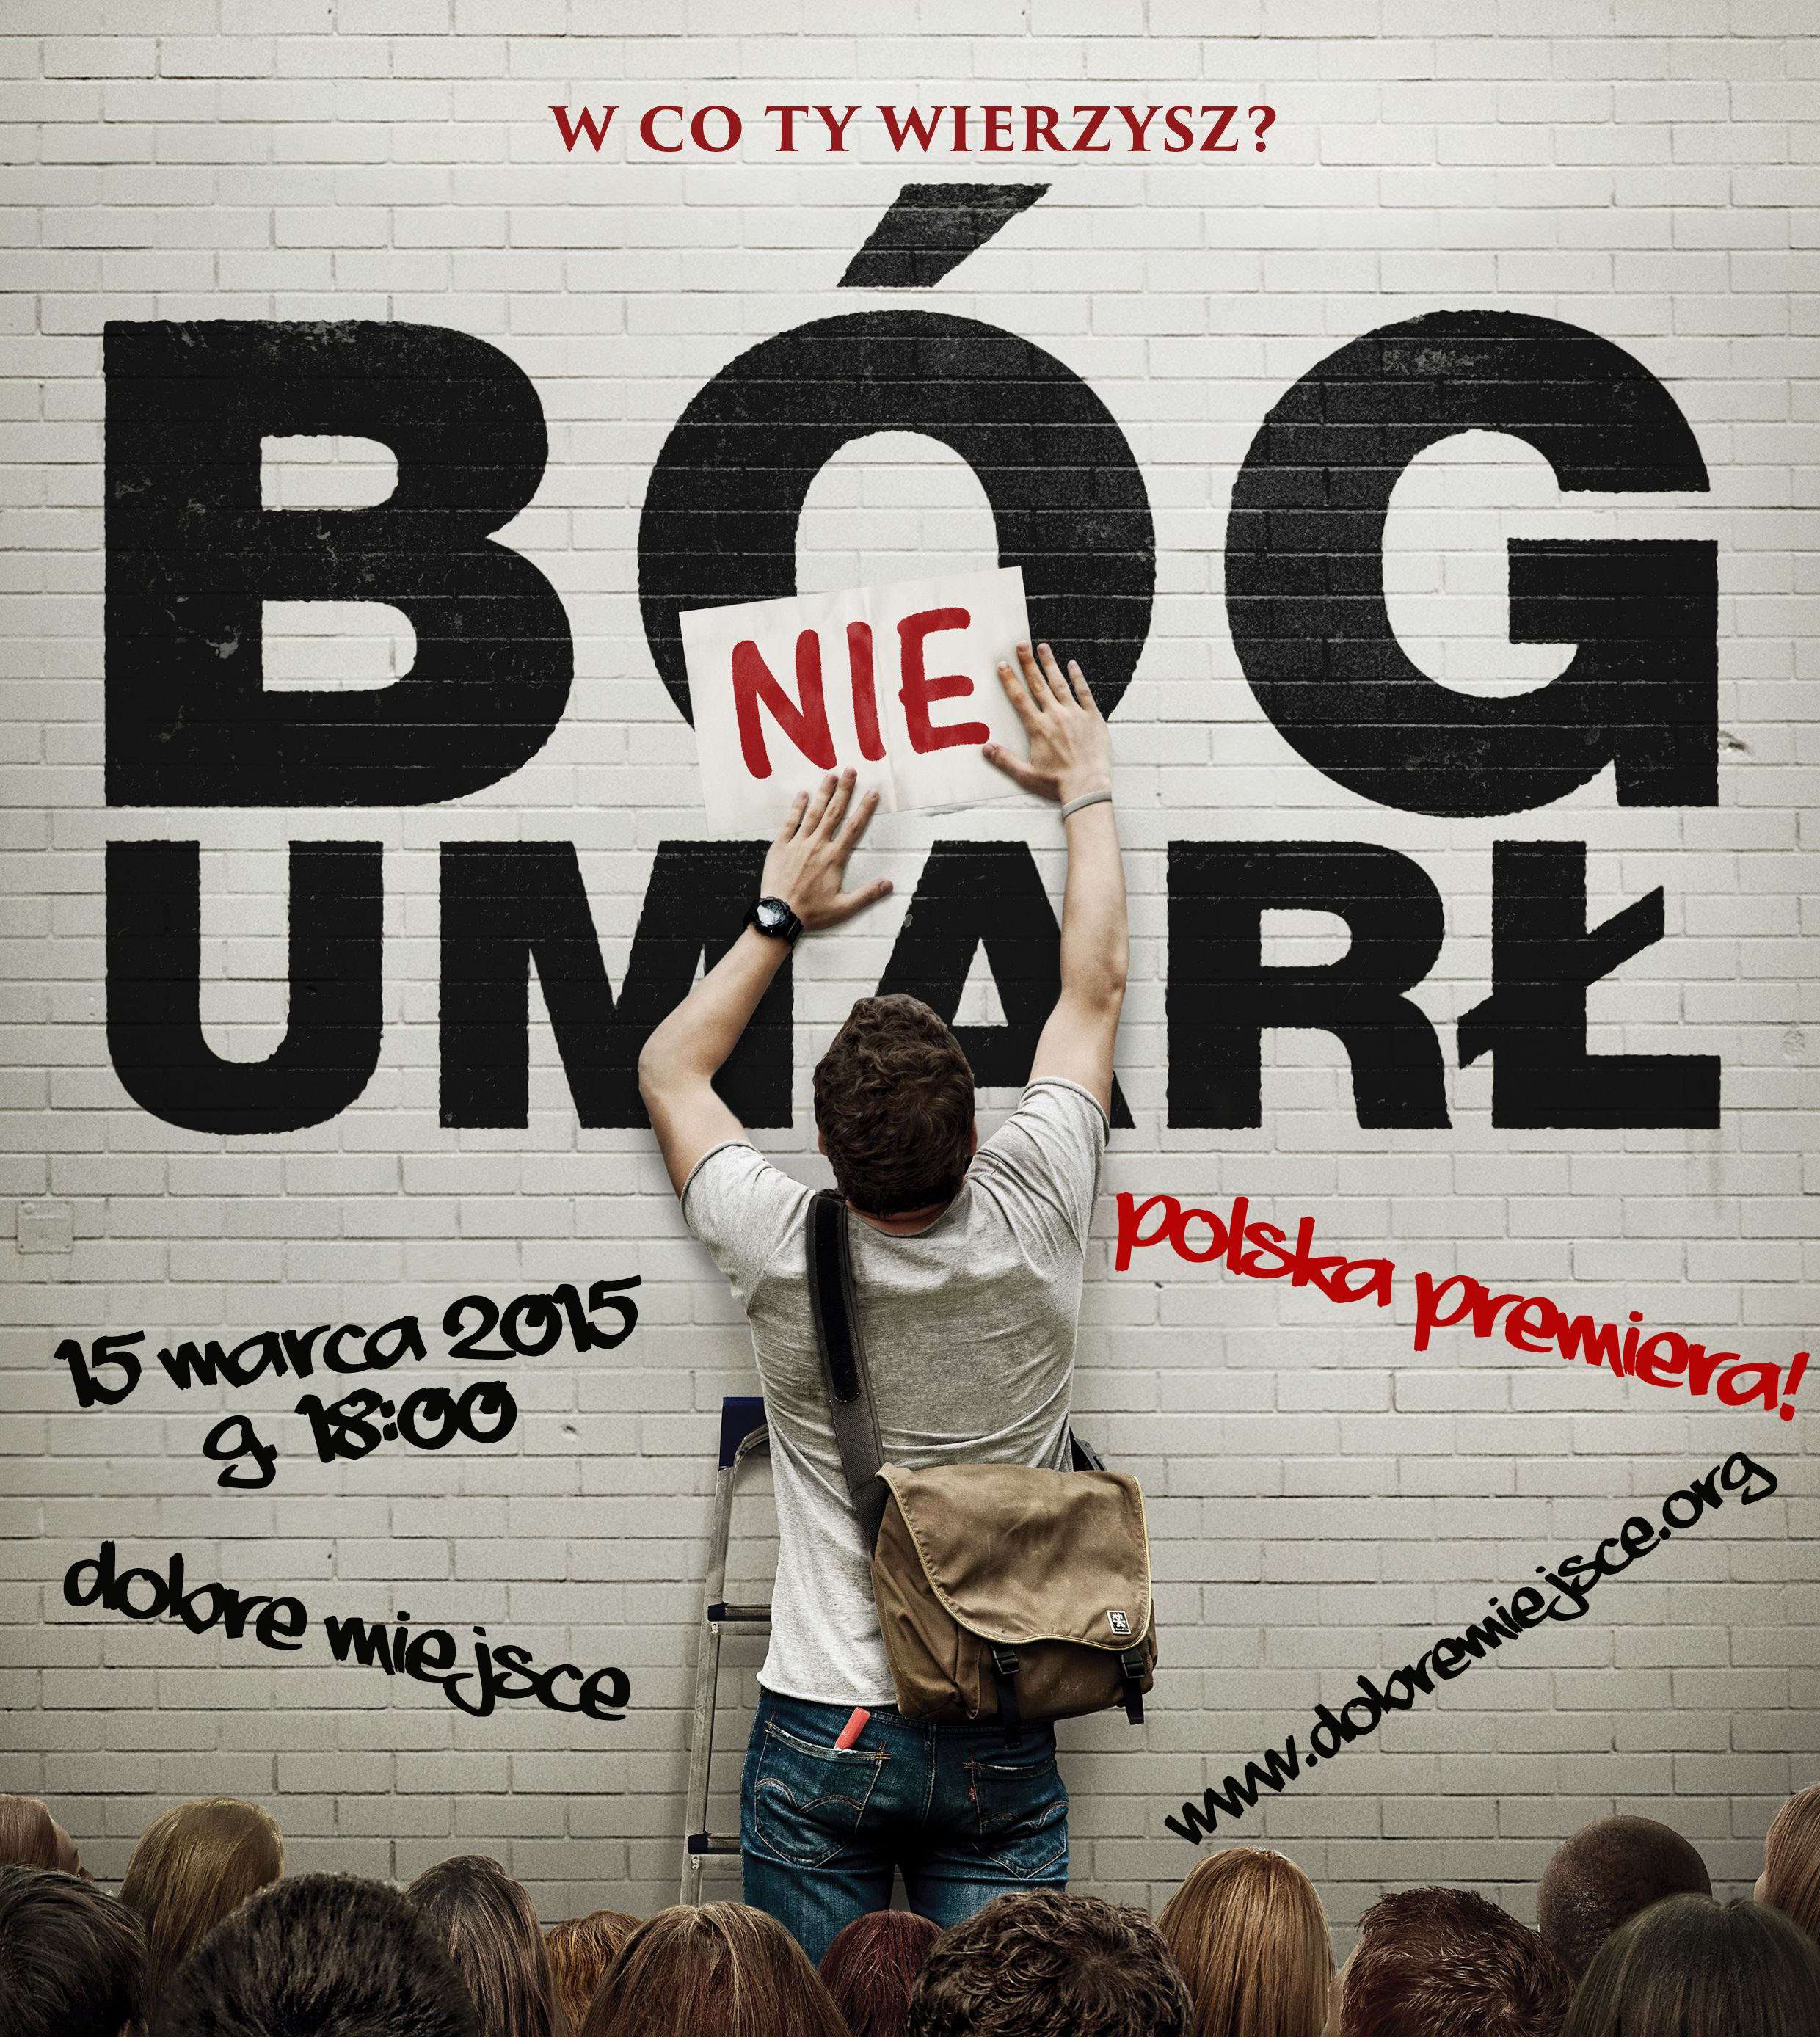 W CO TY WIERZYSZ?
BÓG
NIE
UMARŁ
polska premiera!
15 marca 2015
g. 18:00
dobre miejsce
www.dobremiejsce.org